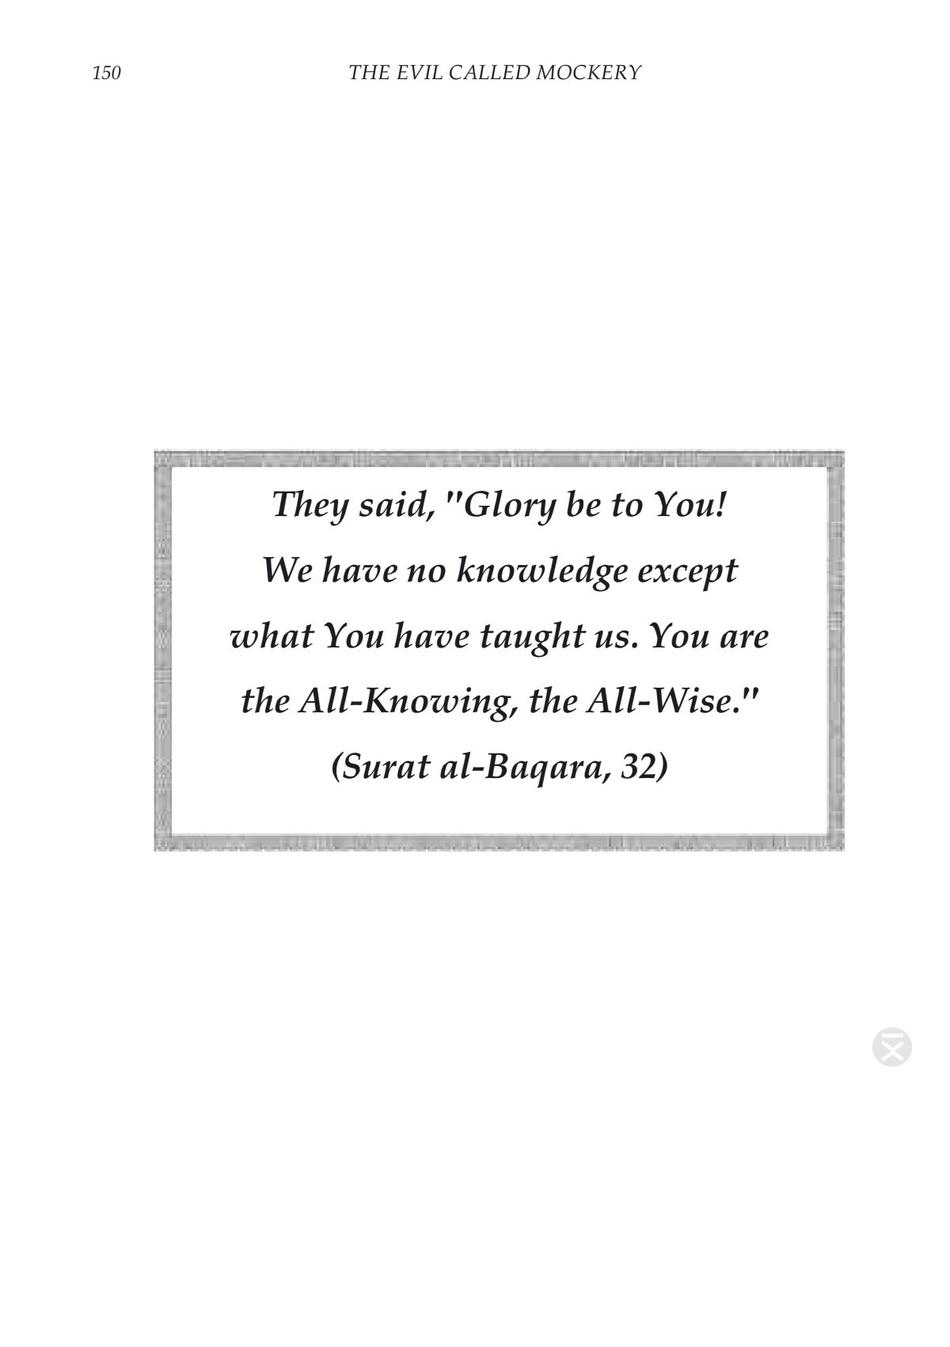 150
THE EVIL CALLED MOCKERY
They said, "Glory be to You!
We have no knowledge except
what You have taught us. You are
the All-Knowing, the All-Wise."
(Surat al-Baqara, 32)